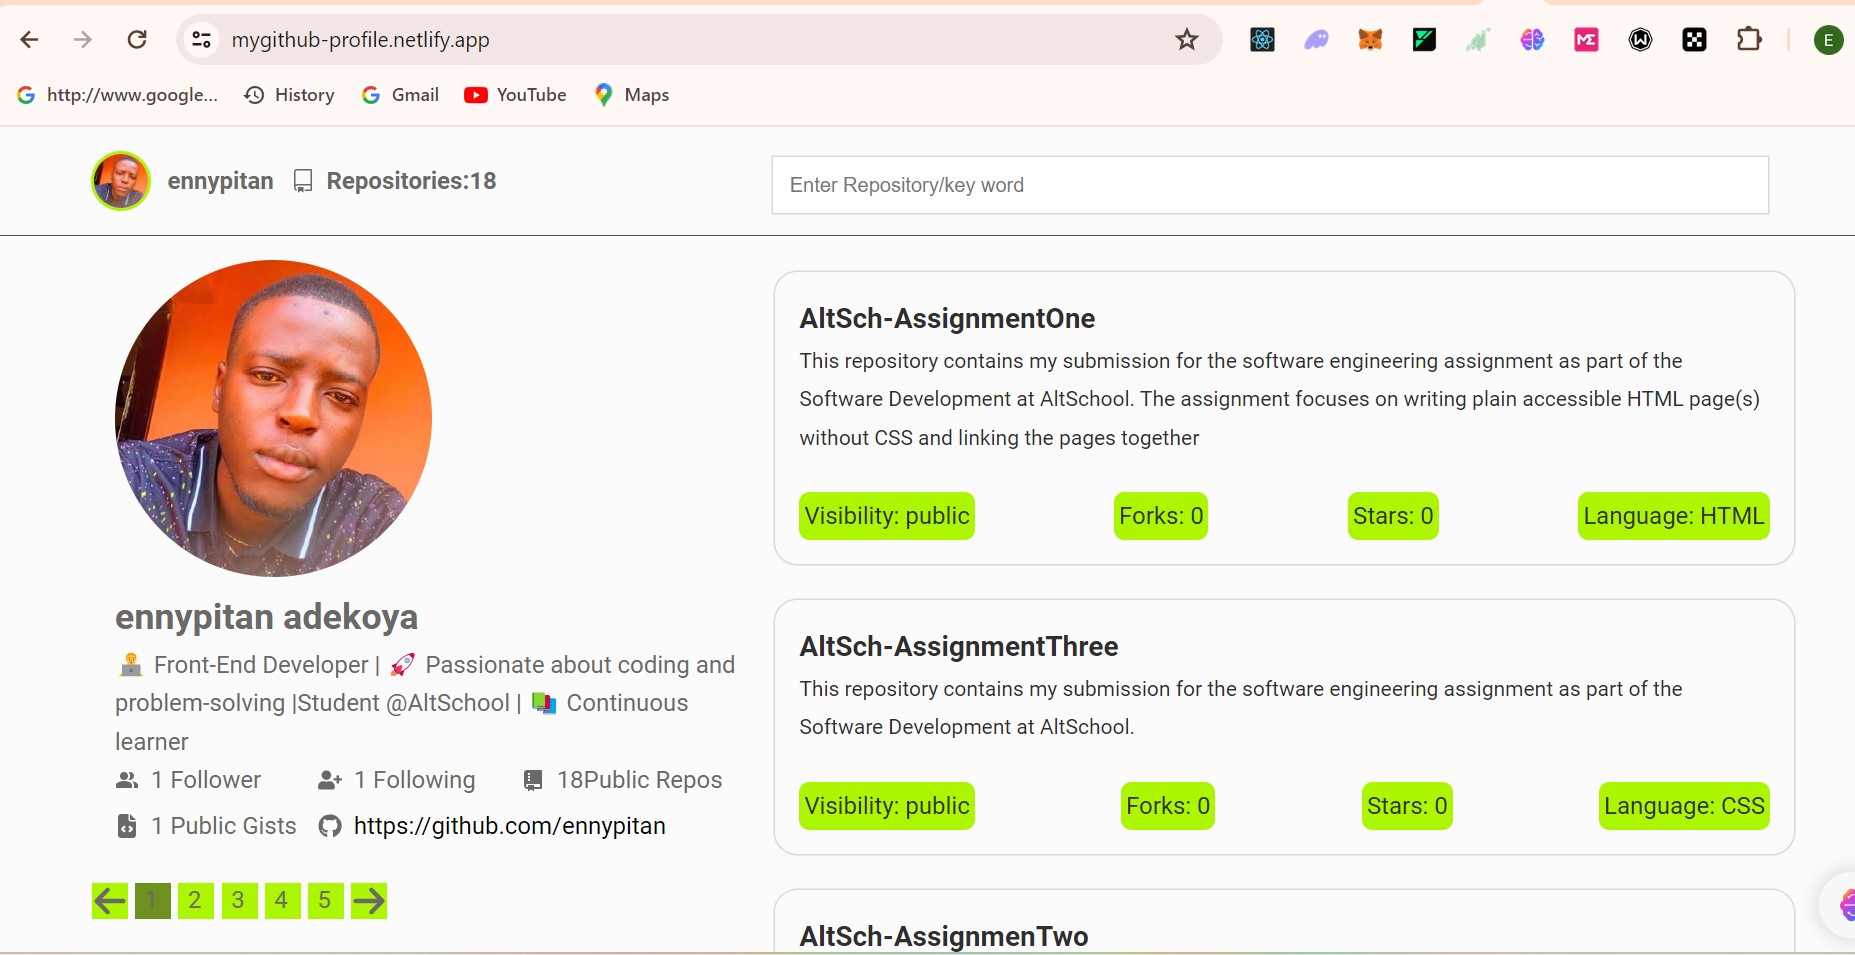 mygithub-profile.netlify.app
E
http://www.google...
History
Gmail
YouTube
Maps
ennypitan
Repositories:18
Enter Repository/key word
ennypitan adekoya
👨‍💻 Front-End Developer | 🚀 Passionate about coding and
problem-solving |Student @AltSchool | 📚 Continuous
learner
1 Follower
1 Following
18Public Repos
1 Public Gists
https://github.com/ennypitan
1 2 3 4 5
AltSch-AssignmentOne
This repository contains my submission for the software engineering assignment as part of the
Software Development at AltSchool. The assignment focuses on writing plain accessible HTML page(s)
without CSS and linking the pages together
Visibility: public
Forks: 0
Stars: 0
Language: HTML
AltSch-AssignmentThree
This repository contains my submission for the software engineering assignment as part of the
Software Development at AltSchool.
Visibility: public
Forks: 0
Stars: 0
Language: CSS
AltSch-AssignmenTwo